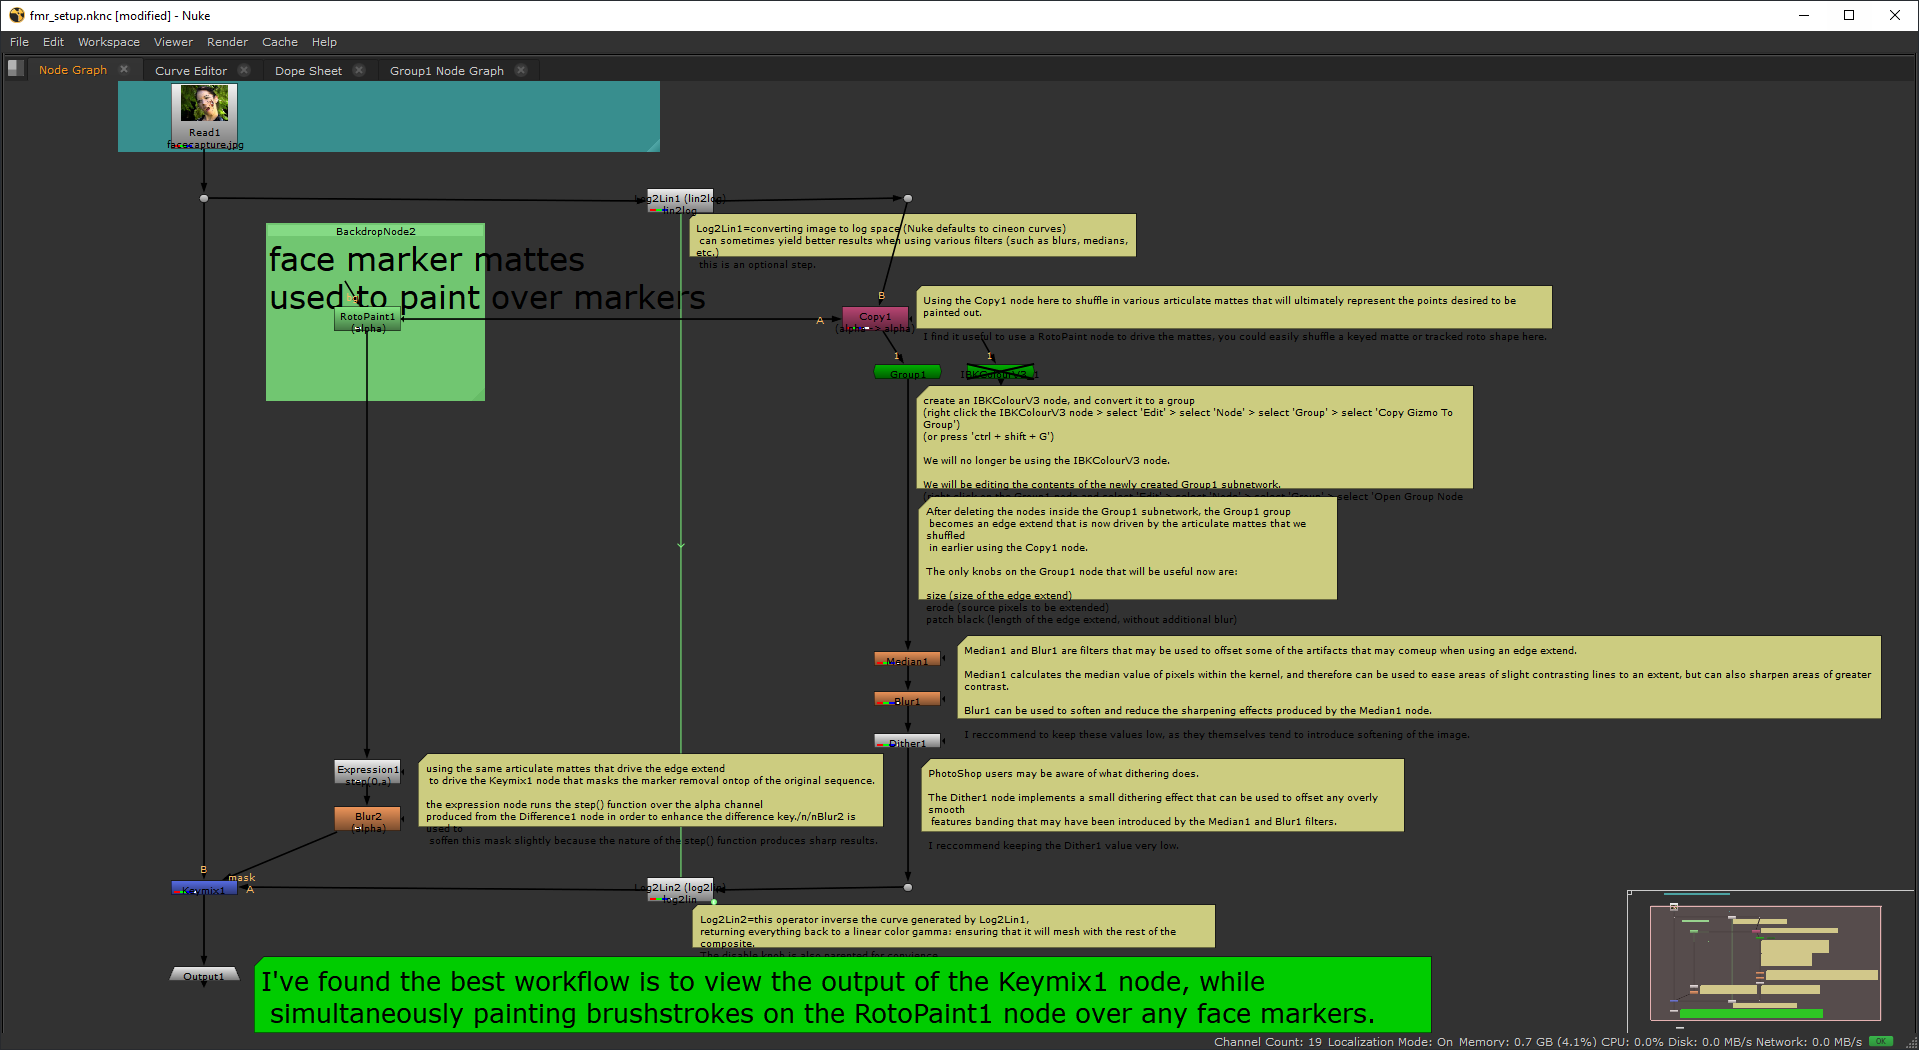 fmr_setup.nknc [modified] - Nuke
File Edit Workspace Viewer Render Cache Help
Node Graph Curve Editor Dope Sheet Group1 Node Graph
Read1
facecapture.jpg
Log2Lin1 (lin2log)
lin2log
Log2Lin1=converting image to log space (Nuke defaults to cineon curves)
can sometimes yield better results when using various filters (such as blurs, medians,
etc.)
this is an optional step.
BackdropNode2
face marker mattes
used to paint over markers
bg
RotoPaint1
(alpha)
B
A
Copy1
(alpha -> alpha)
Using the Copy1 node here to shuffle in various articulate mattes that will ultimately represent the points desired to be
painted out.
I find it useful to use a RotoPaint node to drive the mattes, you could easily shuffle a keyed matte or tracked roto shape here.
1
Group1
1
IBKColourV3_1
create an IBKColourV3 node, and convert it to a group
(right click the IBKColourV3 node > select 'Edit' > select 'Node' > select 'Group' > select 'Copy Gizmo To
Group')
(or press 'ctrl + shift + G')
We will no longer be using the IBKColourV3 node.
We will be editing the contents of the newly created Group1 subnetwork.
(right click on the Group1 node and select 'Edit' > select 'Node' > select 'Group' > select 'Open Group Node
After deleting the nodes inside the Group1 subnetwork, the Group1 group
becomes an edge extend that is now driven by the articulate mattes that we
shuffled
in earlier using the Copy1 node.
The only knobs on the Group1 node that will be useful now are:
size (size of the edge extend)
erode (source pixels to be extended)
patch black (length of the edge extend, without additional blur)
Median1
Blur1
Dither1
Median1 and Blur1 are filters that may be used to offset some of the artifacts that may comeup when using an edge extend.
Median1 calculates the median value of pixels within the kernel, and therefore can be used to ease areas of slight contrasting lines to an extent, but can also sharpen areas of greater
contrast.
Blur1 can be used to soften and reduce the sharpening effects produced by the Median1 node.
I reccommend to keep these values low, as they themselves tend to introduce softening of the image.
Expression1
step(0,a)
Blur2
(alpha)
using the same articulate mattes that drive the edge extend
to drive the Keymix1 node that masks the marker removal ontop of the original sequence.
the expression node runs the step() function over the alpha channel
produced from the Difference1 node in order to enhance the difference key./n/nBlur2 is
used to
soffen this mask slightly because the nature of the step() function produces sharp results.
PhotoShop users may be aware of what dithering does.
The Dither1 node implements a small dithering effect that can be used to offset any overly
smooth
features banding that may have been introduced by the Median1 and Blur1 filters.
I reccommend keeping the Dither1 value very low.
B
mask
Keymix1
A
Log2Lin2 (log2lin)
log2lin
Log2Lin2=this operator inverse the curve generated by Log2Lin1,
returning everything back to a linear color gamma: ensuring that it will mesh with the rest of the
composite.
The disable knob is also parented for convience.
Output1
I've found the best workflow is to view the output of the Keymix1 node, while
simultaneously painting brushstrokes on the RotoPaint1 node over any face markers.
Channel Count: 19 Localization Mode: On Memory: 0.7 GB (4.1%) CPU: 0.0% Disk: 0.0 MB/s Network: 0.0 MB/s OK